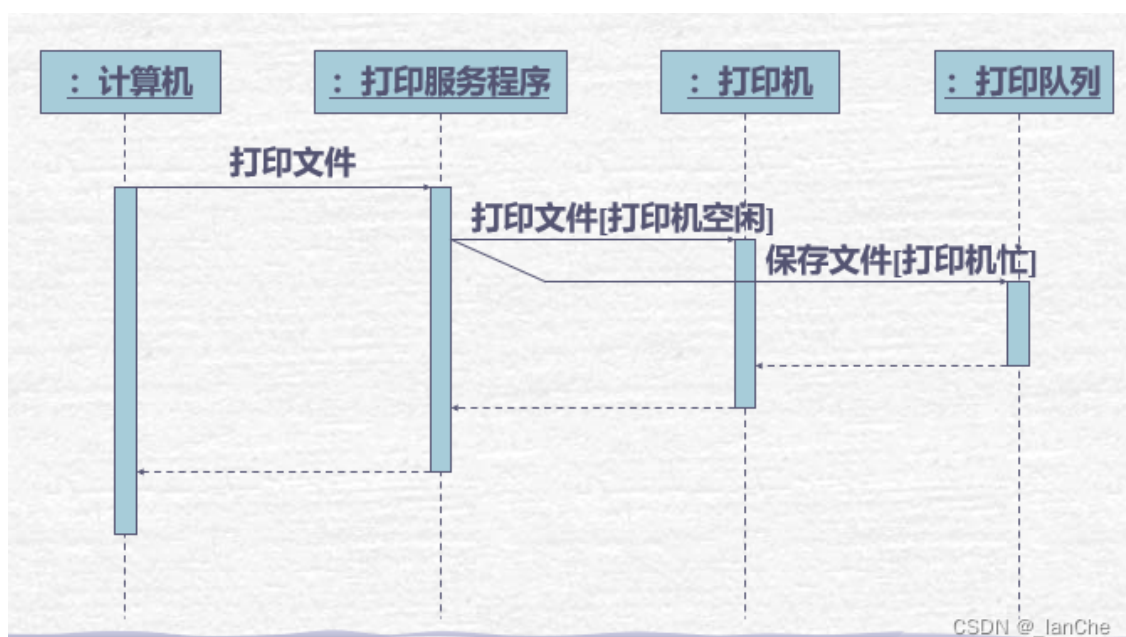 ：计算机
：打印服务程序
：打印机
：打印队列
打印文件
打印文件[打印机空闲]
保存文件[打印机忙]
CSDN @_lanChe